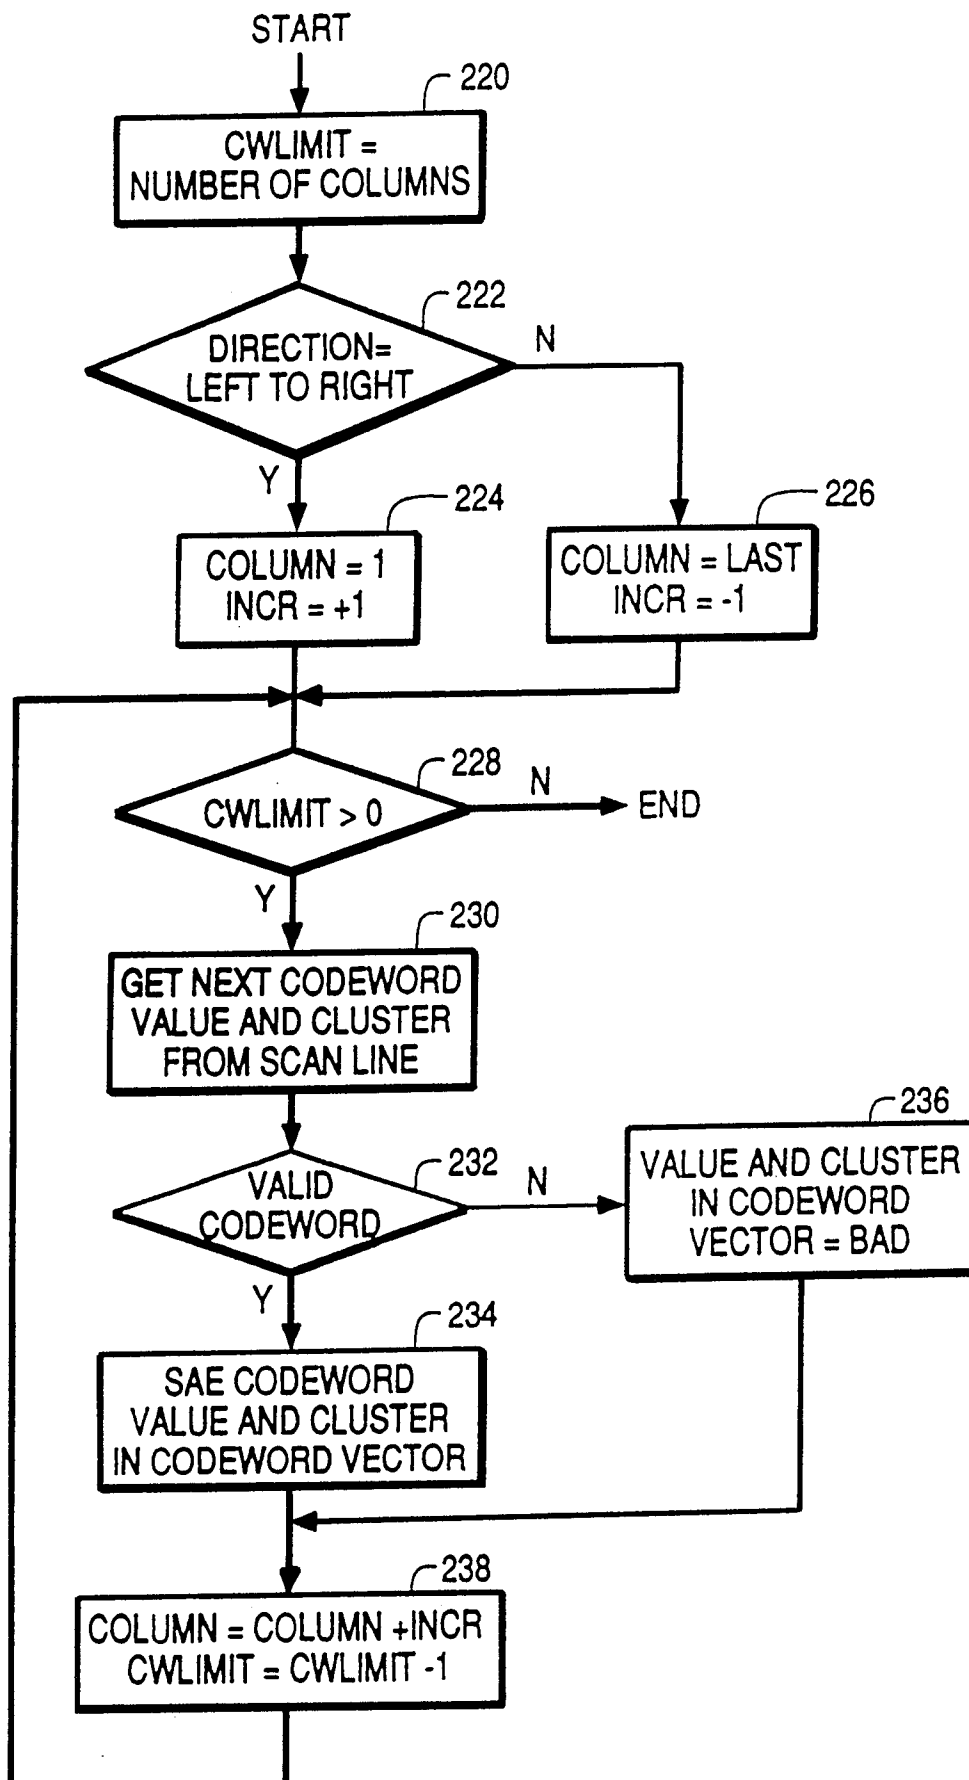 START
220
CWLIMIT =
NUMBER OF COLUMNS
222
DIRECTION=
LEFT TO RIGHT
N
Y
224
COLUMN = 1
INCR = +1
226
COLUMN = LAST
INCR = -1
228
CWLIMIT > 0
N
END
Y
230
GET NEXT CODEWORD
VALUE AND CLUSTER
FROM SCAN LINE
232
VALID
CODEWORD
N
236
VALUE AND CLUSTER
IN CODEWORD
VECTOR = BAD
Y
234
SAE CODEWORD
VALUE AND CLUSTER
IN CODEWORD VECTOR
238
COLUMN = COLUMN +INCR
CWLIMIT = CWLIMIT -1